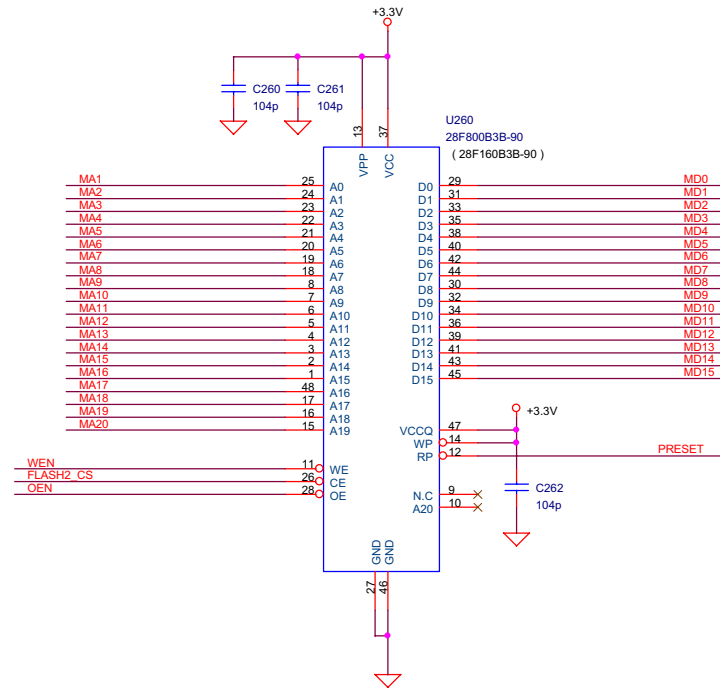 +3.3V
C260
104p
C261
104p
13
37
U260
28F800B3B-90
( 28F160B3B-90 )
VPP
VCC
MA1 25 A0 D0 29 MD0
MA2 24 A1 D1 31 MD1
MA3 23 A2 D2 33 MD2
MA4 22 A3 D3 35 MD3
MA5 21 A4 D4 38 MD4
MA6 20 A5 D5 40 MD5
MA7 19 A6 D6 42 MD6
MA8 18 A7 D7 44 MD7
MA9 8 A8 D8 30 MD8
MA10 7 A9 D9 32 MD9
MA11 6 A10 D10 34 MD10
MA12 5 A11 D11 36 MD11
MA13 4 A12 D12 39 MD12
MA14 3 A13 D13 41 MD13
MA15 2 A14 D14 43 MD14
MA16 1 A15 D15 45 MD15
MA17 48 A16
MA18 17 A17
MA19 16 A18
MA20 15 A19
+3.3V
VCCQ 47
WP 14
RP 12 PRESET
WEN 11 WE
FLASH2_CS 26 CE
OEN 28 OE
N.C 9
A20 10
C262
104p
GND
GND
27
46